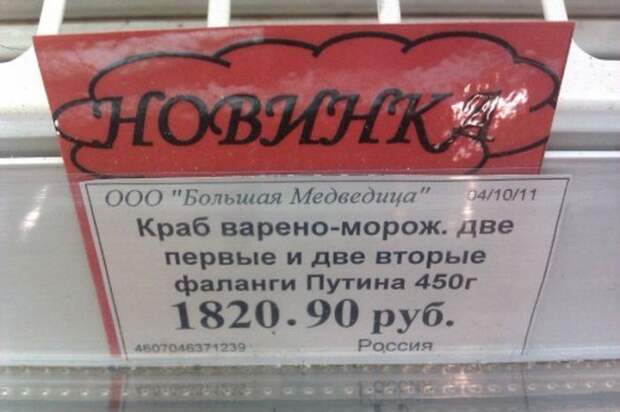 НОВИНКА
ООО "Большая Медведица" 04/10/11
Краб варено-морож. две
первые и две вторые
фаланги Путина 450г
1820.90 руб.
4607046371239 Россия